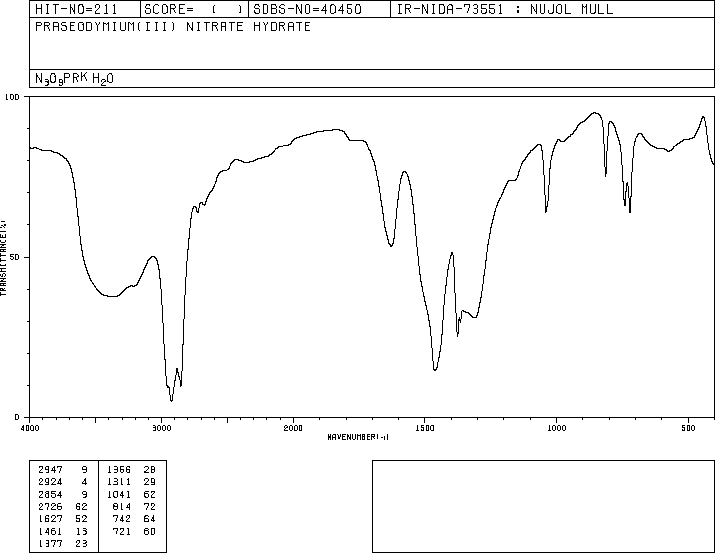 HIT-NO=211 SCORE= ( ) SDBS-NO=40450 IR-NIDA-73551 : NUJOL MULL
PRASEODYMIUM(III) NITRATE HYDRATE
N3O9PRK H2O
100
50
0
TRANSMITTANCE(%)
4000 3000 2000 1500 1000 500
WAVENUMBER(-1)
2947 9 1366 28
2924 4 1311 29
2854 9 1041 62
2726 62 814 72
1627 52 742 64
1461 13 721 60
1377 23